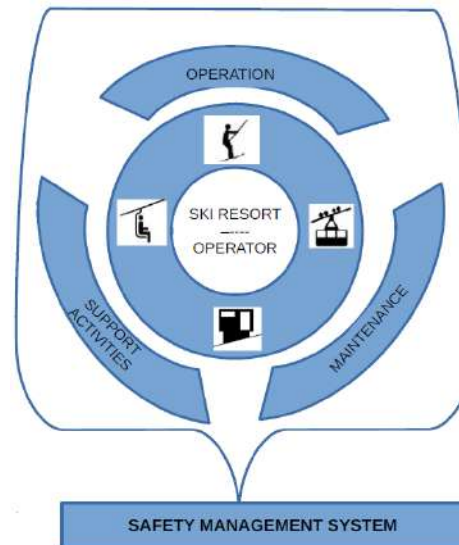 OPERATION
SKI RESORT
----
OPERATOR
SUPPORT
ACTIVITIES
MAINTENANCE
SAFETY MANAGEMENT SYSTEM